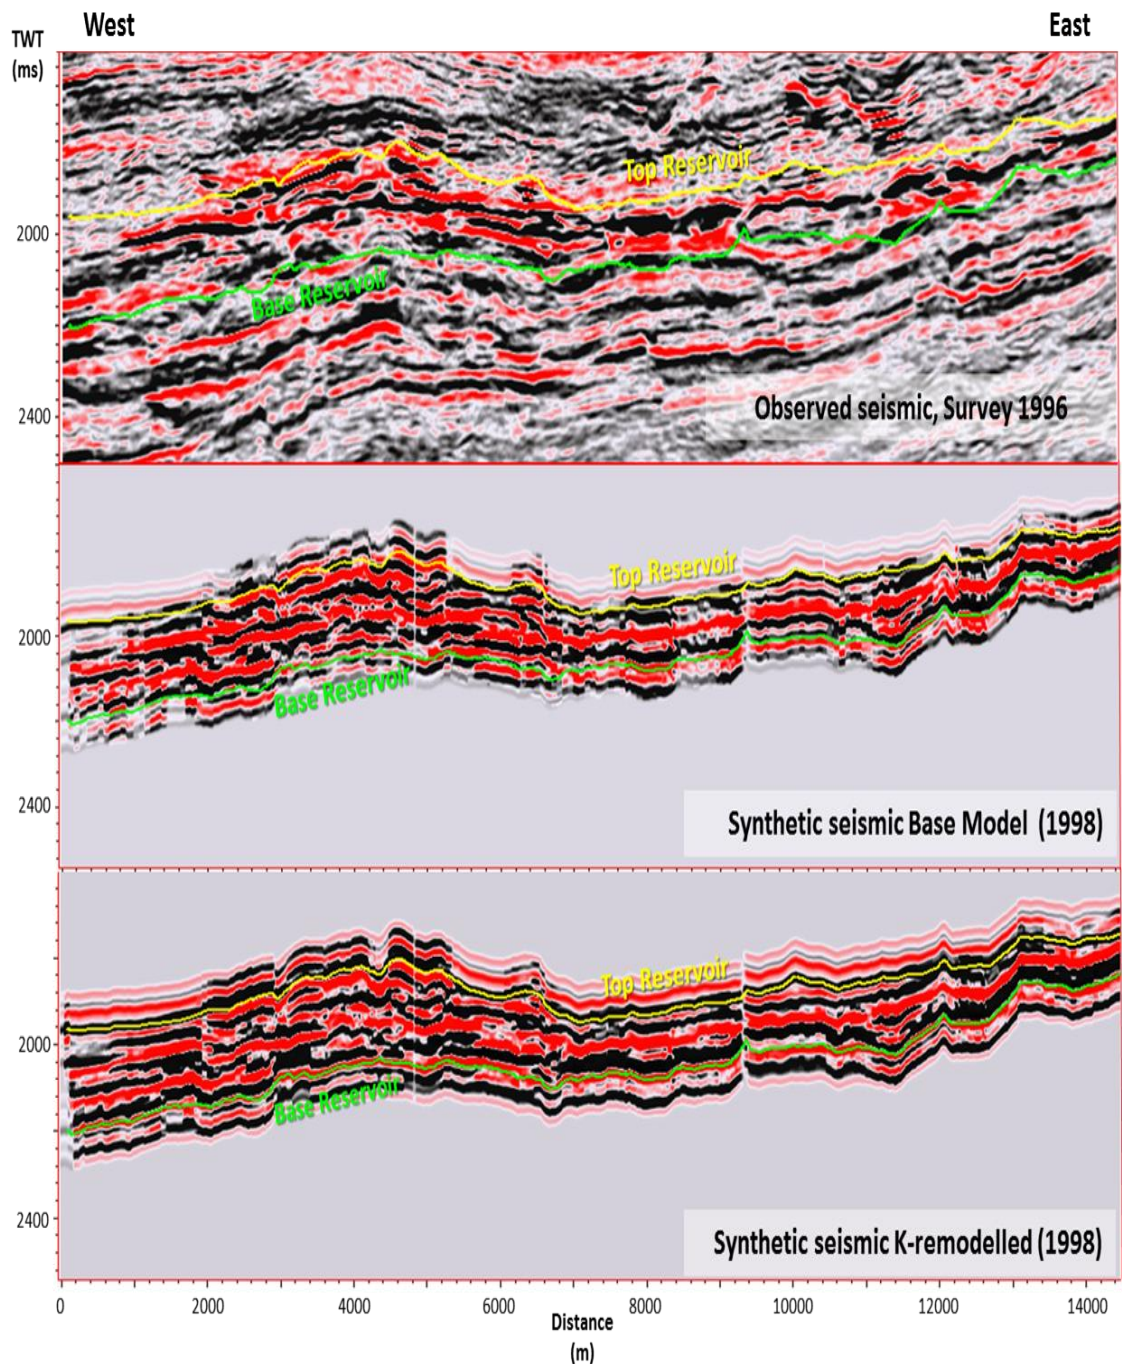 West
East
TWT
(ms)
Top Reservoir
2000
Base Reservoir
2400
Observed seismic, Survey 1996
Top Reservoir
2000
Base Reservoir
2400
Synthetic seismic Base Model (1998)
Top Reservoir
2000
Base Reservoir
2400
Synthetic seismic K-remodelled (1998)
0
2000
4000
6000
8000
10000
12000
14000
Distance
(m)